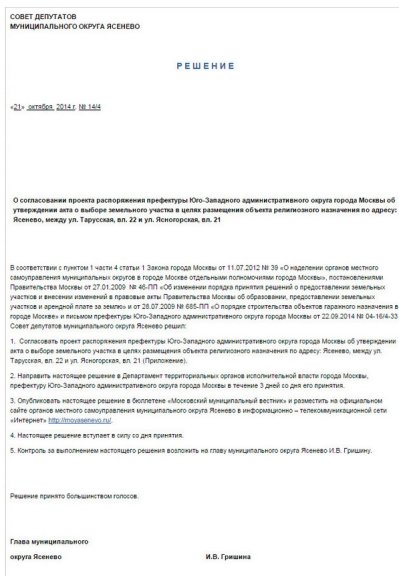 СОВЕТ ДЕПУТАТОВ
МУНИЦИПАЛЬНОГО ОКРУГА ЯСЕНЕВО
РЕШЕНИЕ
«21» октября 2014 г. № 14/4
О согласовании проекта распоряжения префектуры Юго-Западного административного округа города Москвы об
утверждении акта о выборе земельного участка в целях размещения объекта религиозного назначения по адресу:
Ясенево, между ул. Тарусская, вл. 22 и ул. Ясногорская, вл. 21
В соответствии с пунктом 1 части 4 статьи 1 Закона города Москвы от 11.07.2012 № 39 «О наделении органов местного
самоуправления муниципальных округов в городе Москве отдельными полномочиями города Москвы», постановлениями
Правительства Москвы от 27.01.2009 № 46-ПП «Об изменении порядка принятия решений о предоставлении земельных
участков и внесении изменений в правовые акты Правительства Москвы об образовании, предоставлении земельных
участков и арендной плате за землю» и от 28.07.2009 № 665-ПП «О порядке строительства объектов гаражного назначения в
городе Москве» и письмом префектуры Юго-Западного административного округа города Москвы от 22.09.2014 № 04-16/4-33
Совет депутатов муниципального округа Ясенево решил:
1. Согласовать проект распоряжения префектуры Юго-Западного административного округа города Москвы об утверждении
акта о выборе земельного участка в целях размещения объекта религиозного назначения по адресу: Ясенево, между ул.
Тарусская, вл. 22 и ул. Ясногорская, вл. 21 (Приложение).
2. Направить настоящее решение в Департамент территориальных органов исполнительной власти города Москвы,
префектуру Юго-Западного административного округа города Москвы в течение 3 дней со дня его принятия.
3. Опубликовать настоящее решение в бюллетене «Московский муниципальный вестник» и разместить на официальном
сайте органов местного самоуправления муниципального округа Ясенево в информационно – телекоммуникационной сети
«Интернет» http://moyasenevo.ru/.
4. Настоящее решение вступает в силу со дня принятия.
5. Контроль за выполнением настоящего решения возложить на главу муниципального округа Ясенево И.В. Гришину.
Решение принято большинством голосов.
Глава муниципального
округа Ясенево И.В. Гришина